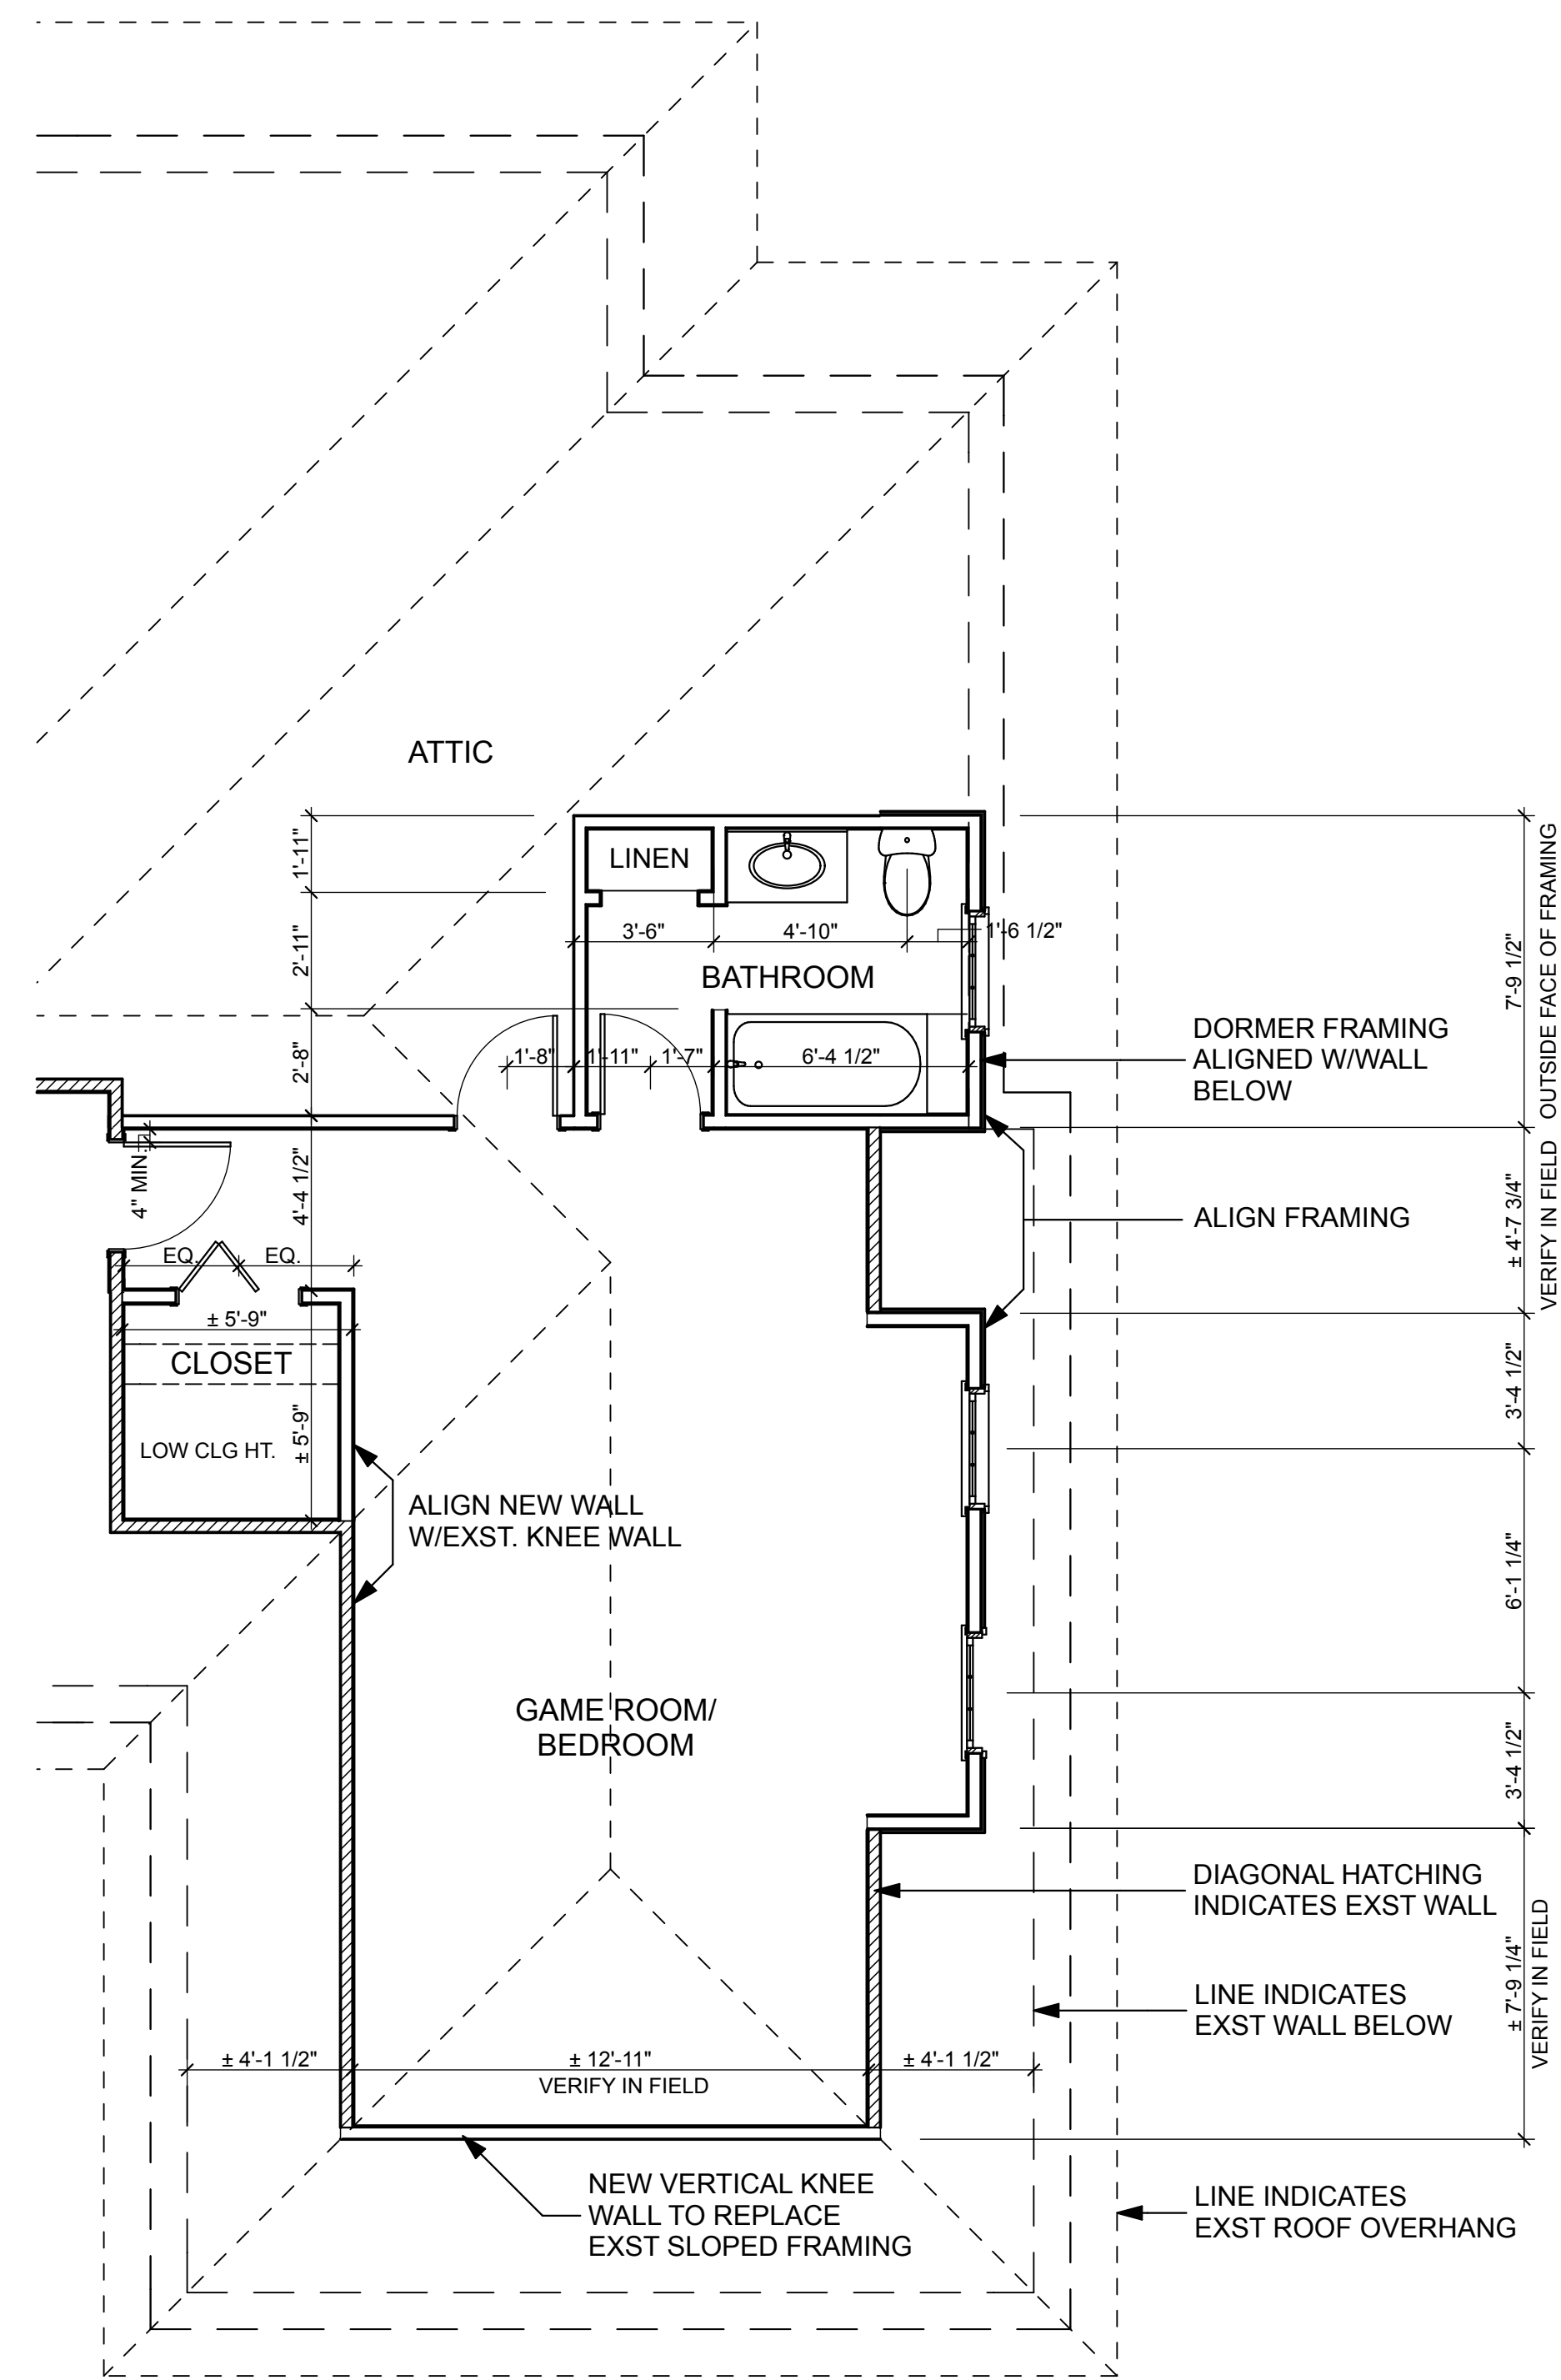 ATTIC
1'-11"
LINEN
2'-11"
3'-6"
4'-10"
1'-6 1/2"
BATHROOM
7'-9 1/2"
OUTSIDE FACE OF FRAMING
2'-8"
1'-8"
1'-11"
1'-7"
6'-4 1/2"
DORMER FRAMING
ALIGNED W/WALL
BELOW
4" MIN.
4'-4 1/2"
± 4'-7 3/4"
VERIFY IN FIELD
ALIGN FRAMING
EQ.
EQ.
± 5'-9"
CLOSET
3'-4 1/2"
LOW CLG HT.
± 5'-9"
ALIGN NEW WALL
W/EXST. KNEE WALL
6'-1 1/4"
GAME ROOM/
BEDROOM
3'-4 1/2"
DIAGONAL HATCHING
INDICATES EXST WALL
± 7'-9 1/4"
VERIFY IN FIELD
LINE INDICATES
EXST WALL BELOW
± 4'-1 1/2"
± 12'-11"
± 4'-1 1/2"
VERIFY IN FIELD
NEW VERTICAL KNEE
WALL TO REPLACE
EXST SLOPED FRAMING
LINE INDICATES
EXST ROOF OVERHANG